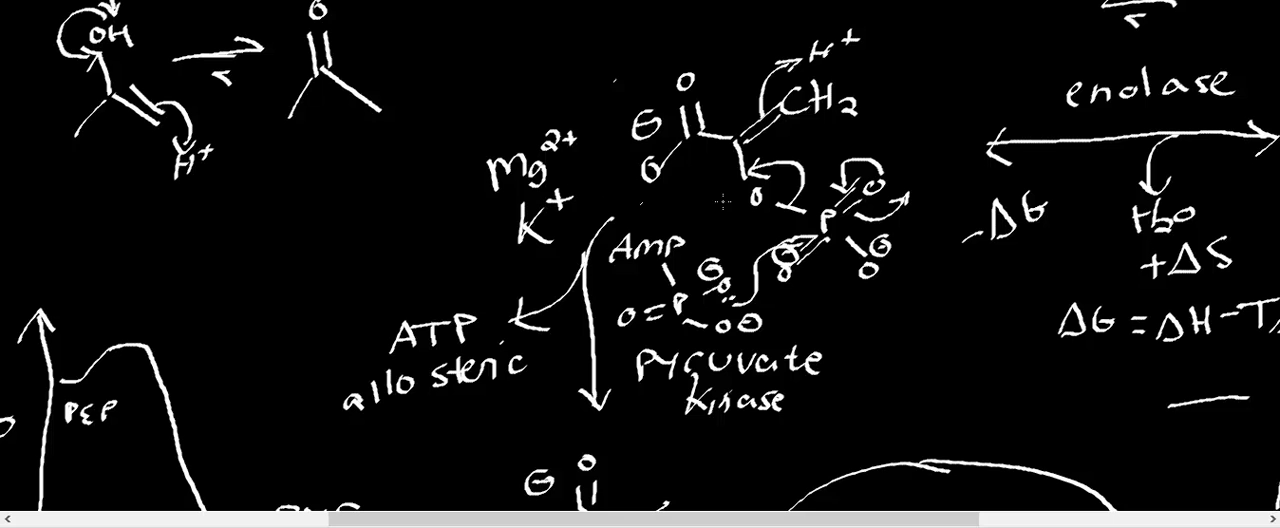 O
OH
O
H+
H+
O
CH2
Θ
O
Mg2+
K+
enolase
O
O
P
Θ
O
H2O
+ΔS
-ΔG
ΔG = ΔH - T
AMP
Θ
O
O = P - O Θ
ATP
allosteric
pyruvate
kinase
PEP
Θ
O